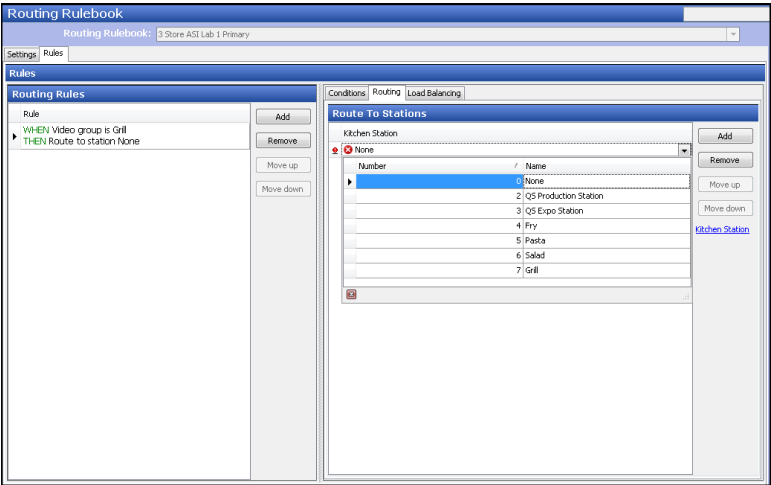 Routing Rulebook
Routing Rulebook: 3 Store ASI Lab 1 Primary
Settings Rules
Rules
Routing Rules
Rule
WHEN Video group is Grill
THEN Route to station None
Add
Remove
Move up
Move down
Conditions Routing Load Balancing
Route To Stations
Kitchen Station
None
Number Name
0 None
2 QS Production Station
3 QS Expo Station
4 Fry
5 Pasta
6 Salad
7 Grill
Add
Remove
Move up
Move down
Kitchen Station